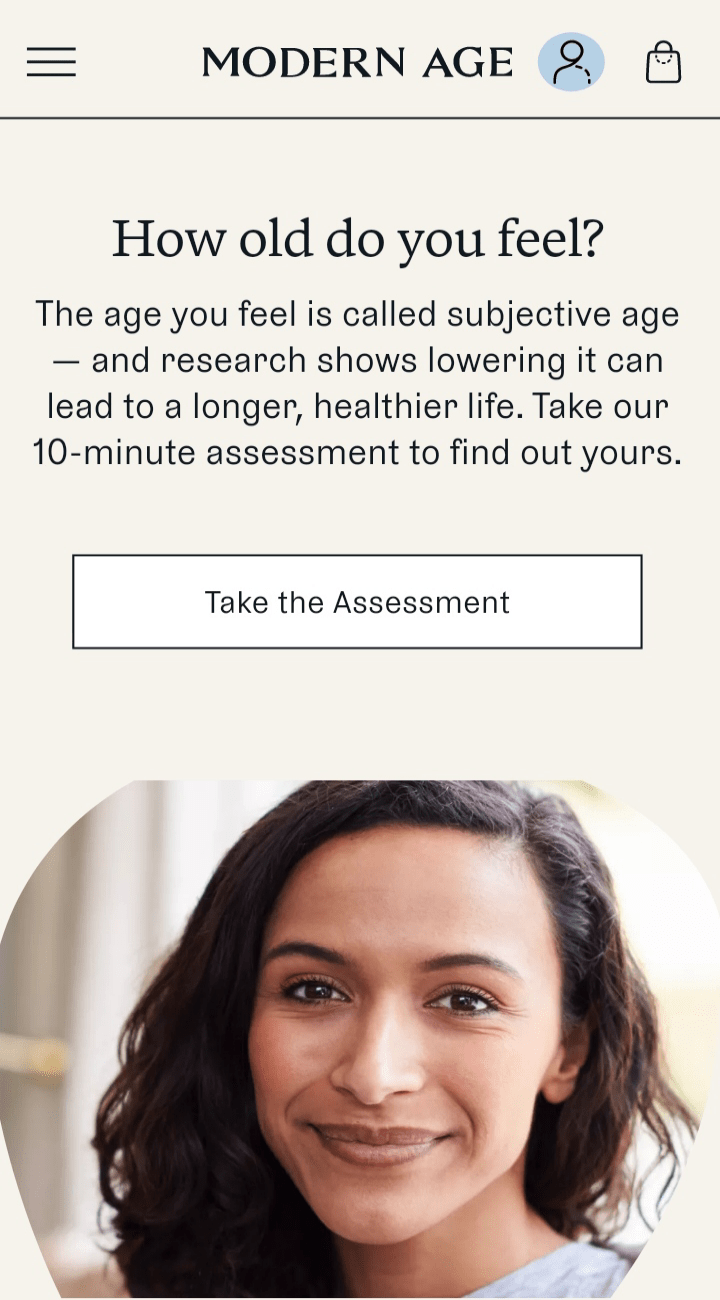 MODERN AGE
How old do you feel?
The age you feel is called subjective age
— and research shows lowering it can
lead to a longer, healthier life. Take our
10-minute assessment to find out yours.
Take the Assessment